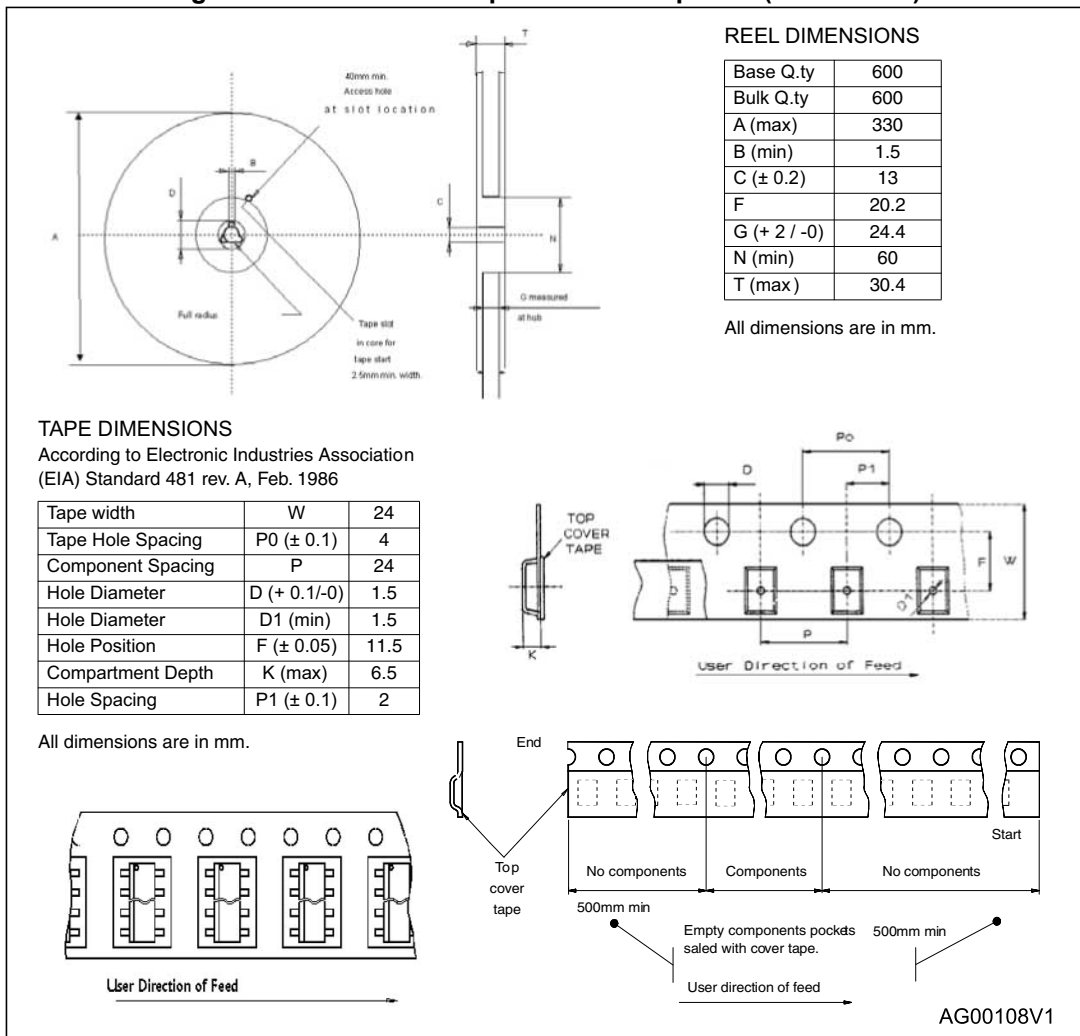 REEL DIMENSIONS
Base Q.ty 600
Bulk Q.ty 600
A (max) 330
B (min) 1.5
C (± 0.2) 13
F 20.2
G (+ 2 / -0) 24.4
N (min) 60
T (max) 30.4
All dimensions are in mm.
T
40mm min.
Access hole
at slot location
B
D
C
A
N
Full radius
G measured
at hub
Tape slot
in core for
tape start
2.5mm min. width.
TAPE DIMENSIONS
According to Electronic Industries Association
(EIA) Standard 481 rev. A, Feb. 1986
Tape width W 24
Tape Hole Spacing P0 (± 0.1) 4
Component Spacing P 24
Hole Diameter D (+ 0.1/-0) 1.5
Hole Diameter D1 (min) 1.5
Hole Position F (± 0.05) 11.5
Compartment Depth K (max) 6.5
Hole Spacing P1 (± 0.1) 2
All dimensions are in mm.
Po
D
P1
TOP
COVER
TAPE
F
W
D1
K
P
User Direction of Feed
End
Start
Top
cover
tape
No components
Components
No components
500mm min
Empty components pockets
saled with cover tape.
500mm min
User direction of feed
User Direction of Feed
AG00108V1